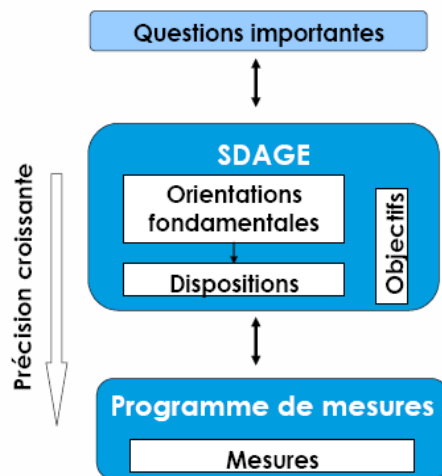 Questions importantes
SDAGE
Orientations
fondamentales
Dispositions
Objectifs
Précision croissante
Programme de mesures
Mesures